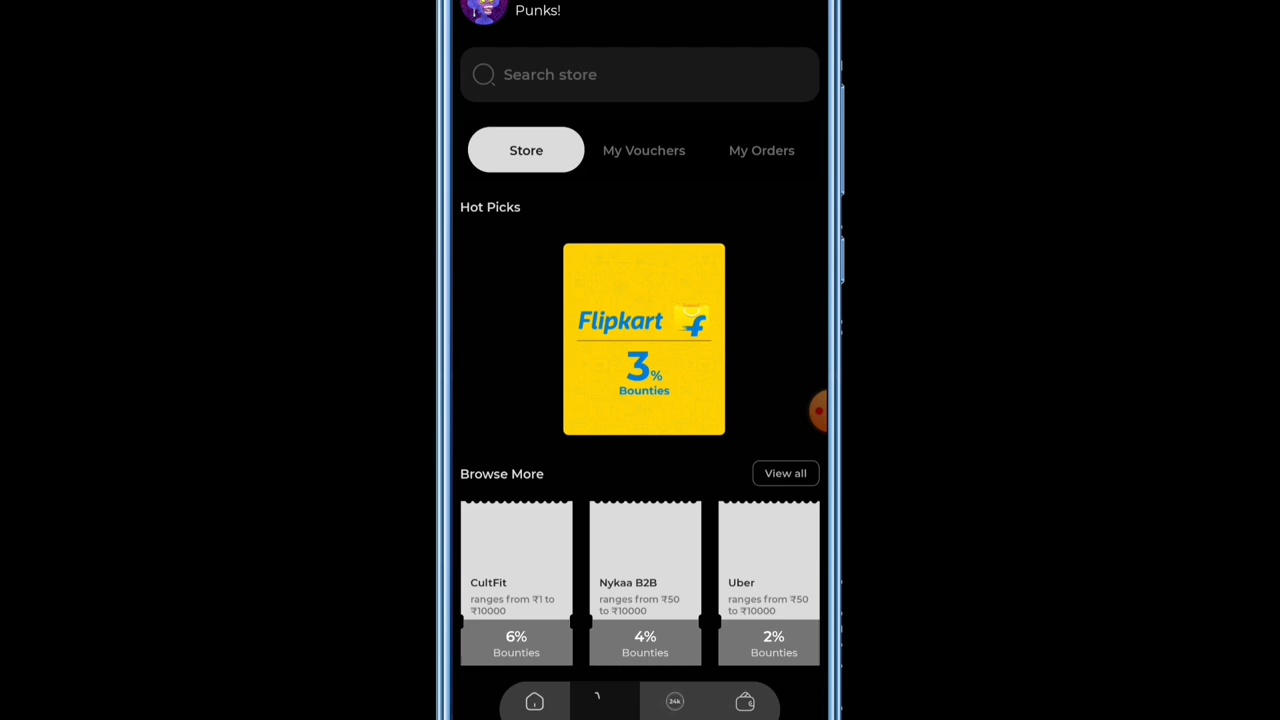 Punks!
Search store
Store
My Vouchers
My Orders
Hot Picks
Flipkart
3%
Bounties
Browse More
View all
CultFit
ranges from ₹1 to
₹10000
6%
Bounties
Nykaa B2B
ranges from ₹50
to ₹10000
4%
Bounties
Uber
ranges from ₹50
to ₹10000
2%
Bounties
24k